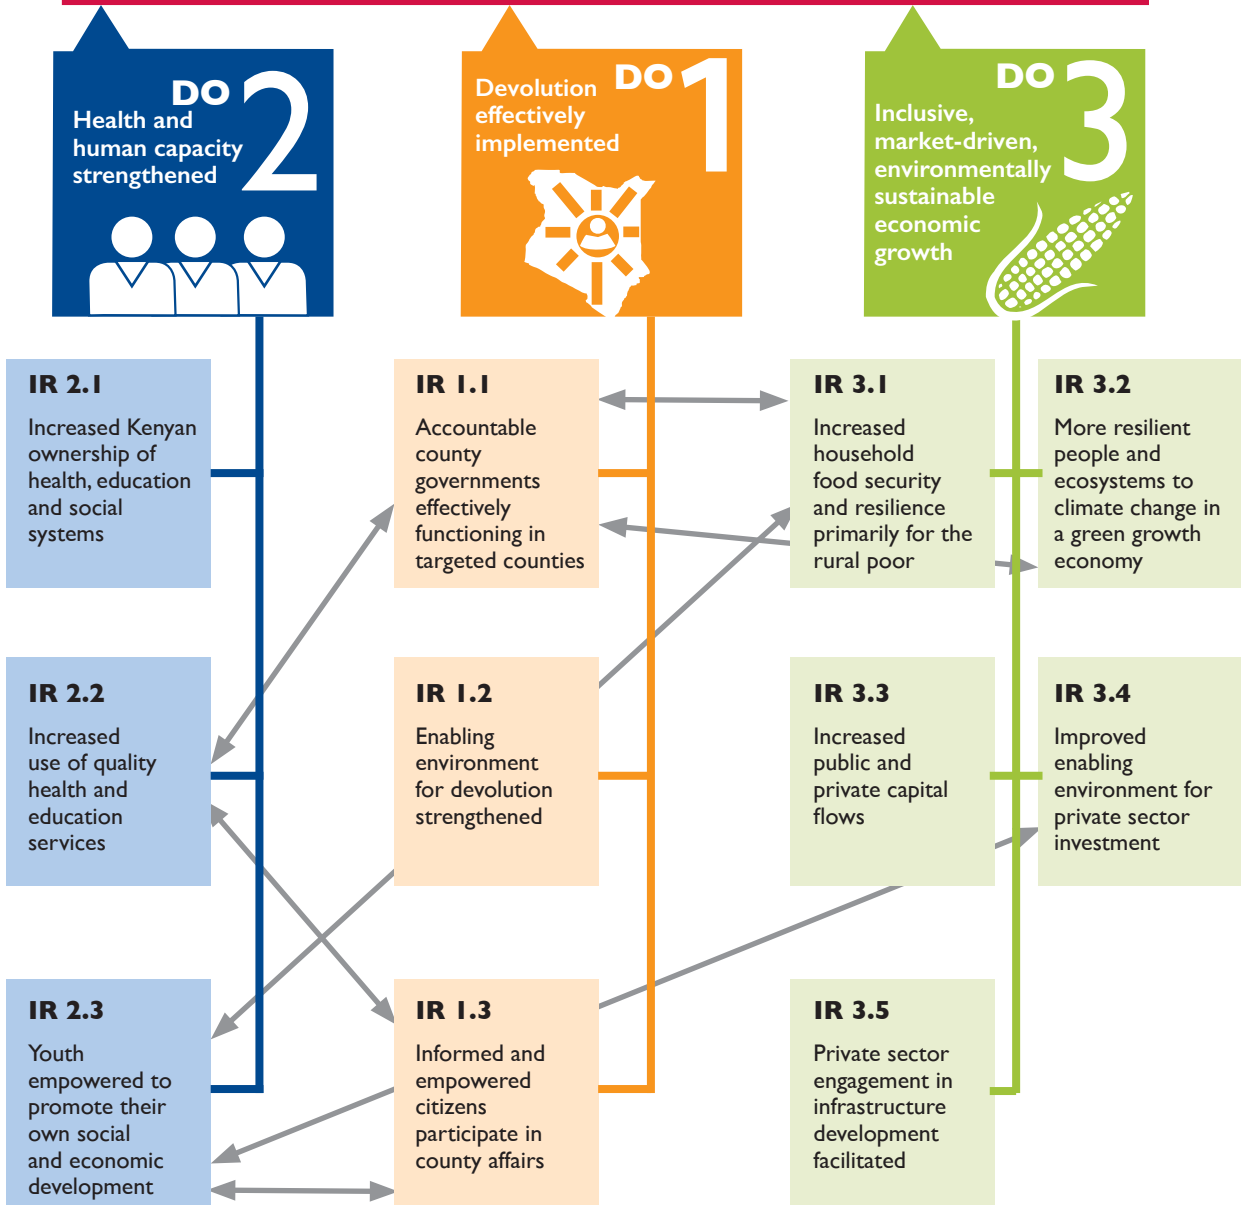 DO 2
Health and
human capacity
strengthened
DO 1
Devolution
effectively
implemented
DO 3
Inclusive,
market-driven,
environmentally
sustainable
economic
growth
IR 2.1
Increased Kenyan
ownership of
health, education
and social
systems
IR 1.1
Accountable
county
governments
effectively
functioning in
targeted counties
IR 3.1
Increased
household
food security
and resilience
primarily for the
rural poor
IR 3.2
More resilient
people and
ecosystems to
climate change in
a green growth
economy
IR 2.2
Increased
use of quality
health and
education
services
IR 1.2
Enabling
environment
for devolution
strengthened
IR 3.3
Increased
public and
private capital
flows
IR 3.4
Improved
enabling
environment for
private sector
investment
IR 2.3
Youth
empowered to
promote their
own social
and economic
development
IR 1.3
Informed and
empowered
citizens
participate in
county affairs
IR 3.5
Private sector
engagement in
infrastructure
development
facilitated